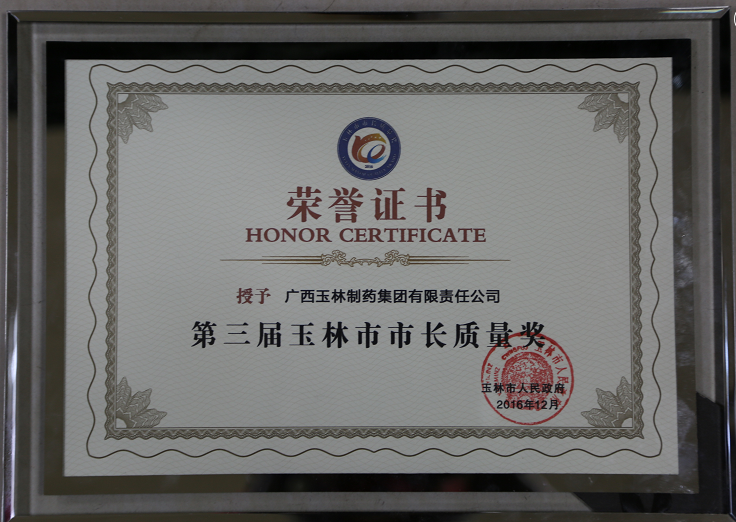 荣誉证书
HONOR CERTIFICATE
授予 广西玉林制药集团有限责任公司
第三届玉林市市长质量奖
玉林市人民政府
2016年12月